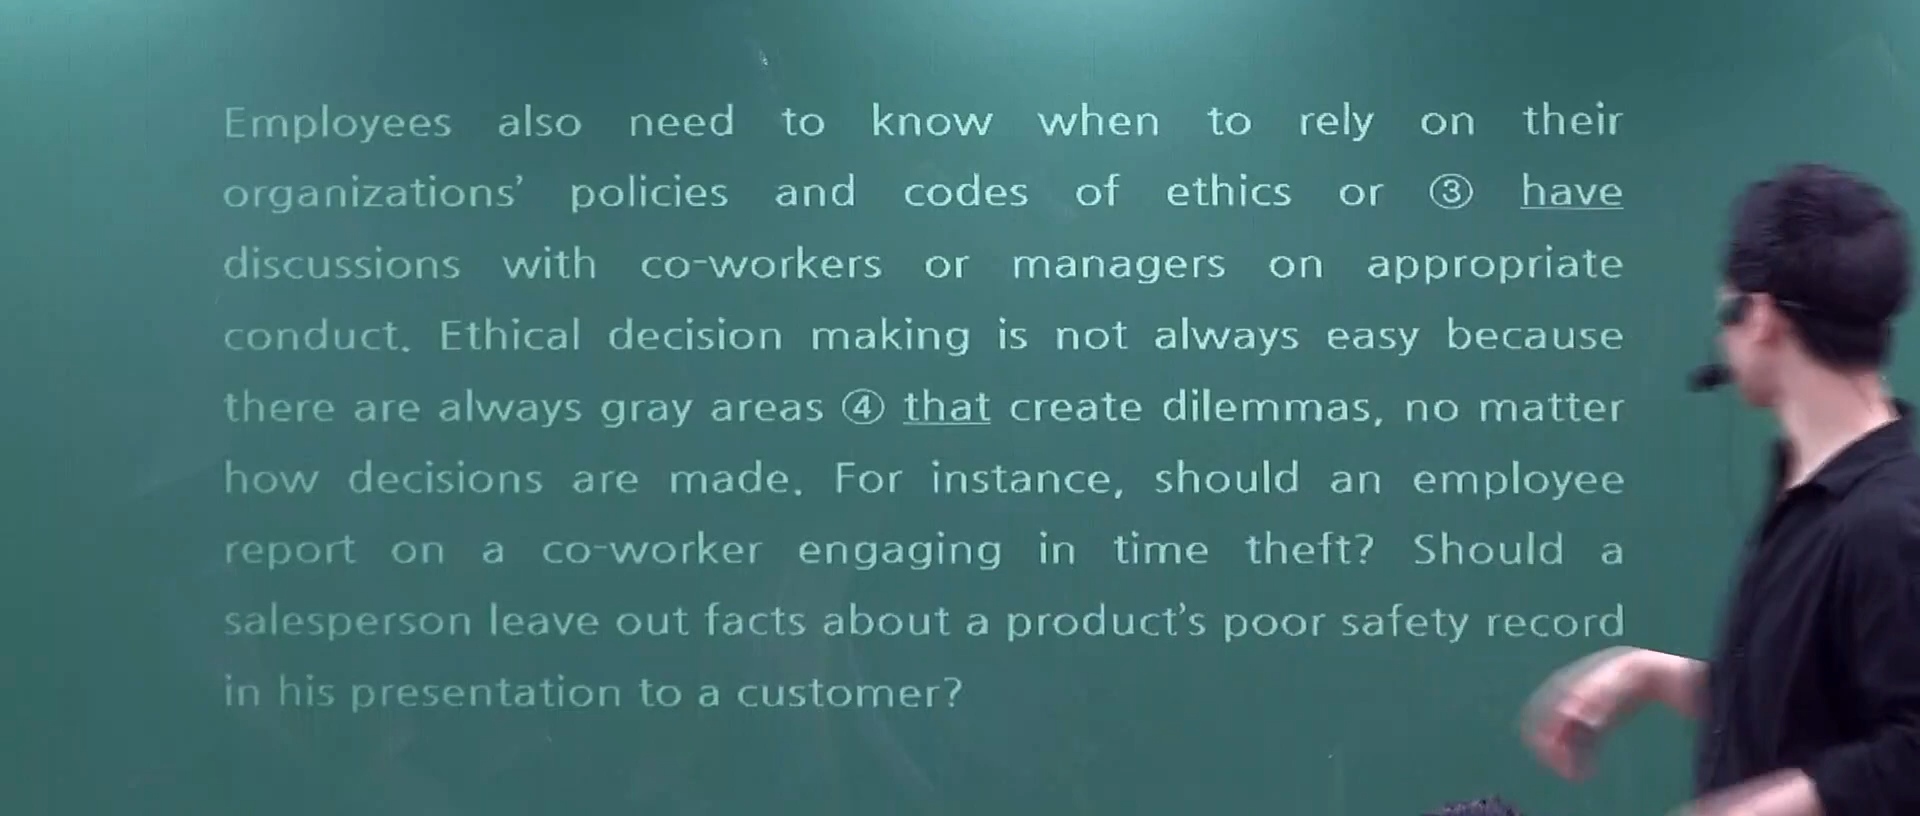 Employees also need to know when to rely on their
organizations’ policies and codes of ethics or ③ have
discussions with co-workers or managers on appropriate
conduct. Ethical decision making is not always easy because
there are always gray areas ④ that create dilemmas, no matter
how decisions are made. For instance, should an employee
report on a co-worker engaging in time theft? Should a
salesperson leave out facts about a product’s poor safety record
in his presentation to a customer?